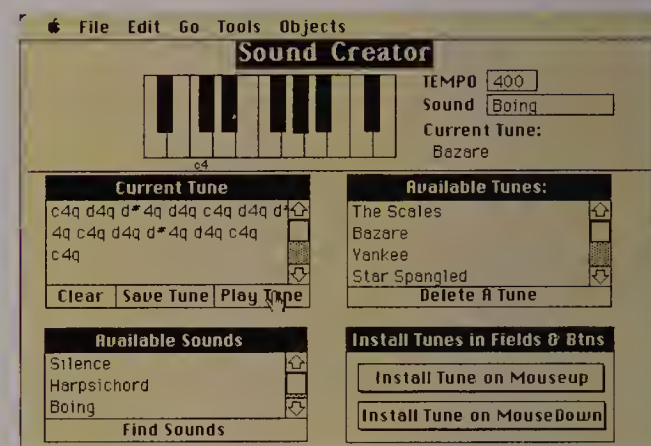 File Edit Go Tools Objects
Sound Creator
TEMPO 400
Sound Boing
Current Tune:
Bazare
c4
Current Tune
c4q d4q d#4q d4q c4q d4q d#
4q c4q d4q d#4q d4q c4q
c4q
Clear Save Tune Play Tune
Available Tunes:
The Scales
Bazare
Yankee
Star Spangled
Delete A Tune
Available Sounds
Silence
Harpsichord
Boing
Find Sounds
Install Tunes in Fields & Btns
Install Tune on Mouseup
Install Tune on MouseDown